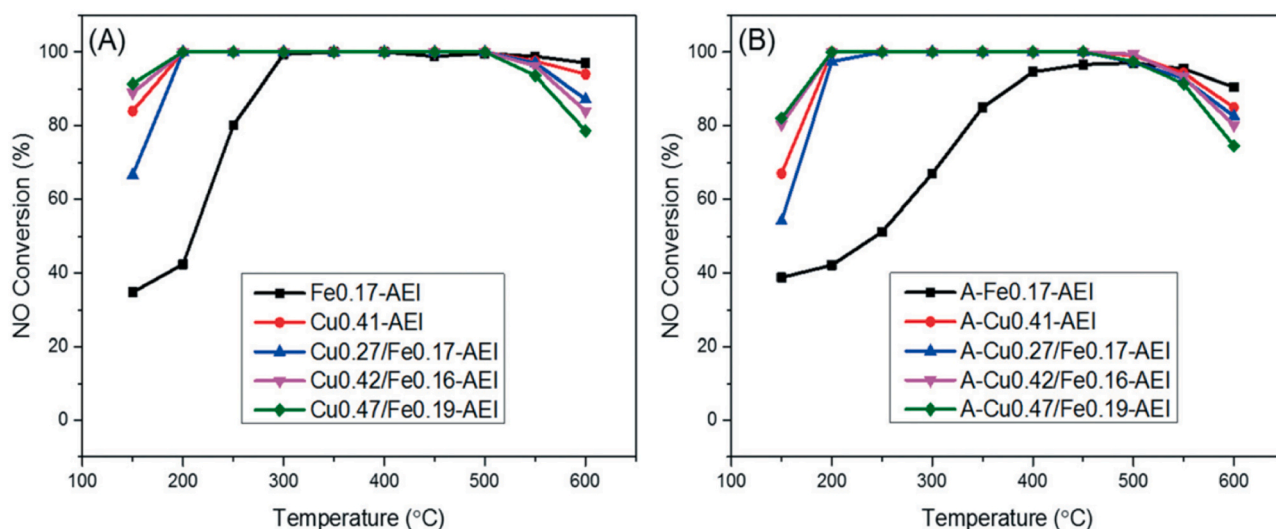 (A)
NO Conversion (%)
100
80
60
40
20
0
Fe0.17-AEI
Cu0.41-AEI
Cu0.27/Fe0.17-AEI
Cu0.42/Fe0.16-AEI
Cu0.47/Fe0.19-AEI
100 200 300 400 500 600
Temperature (°C)
(B)
NO Conversion (%)
100
80
60
40
20
0
A-Fe0.17-AEI
A-Cu0.41-AEI
A-Cu0.27/Fe0.17-AEI
A-Cu0.42/Fe0.16-AEI
A-Cu0.47/Fe0.19-AEI
100 200 300 400 500 600
Temperature (°C)